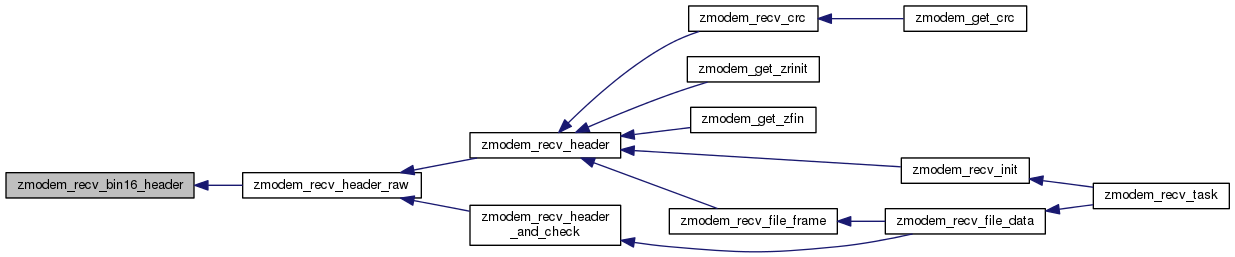 zmodem_recv_crc
zmodem_get_crc
zmodem_get_zrinit
zmodem_get_zfin
zmodem_recv_header
zmodem_recv_init
zmodem_recv_bin16_header
zmodem_recv_header_raw
zmodem_recv_task
zmodem_recv_header
_and_check
zmodem_recv_file_frame
zmodem_recv_file_data